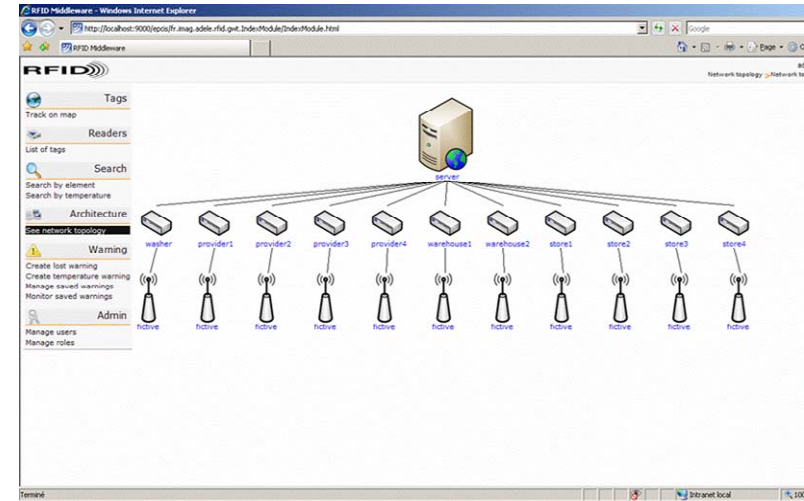 RFID Middleware - Windows Internet Explorer
http://localhost:9000/epcis/fr.imag.adele.rfid.gwt.IndexModule/IndexModule.html
Google
RFID Middleware
Page
RFID
Network topology > Network to
Tags
Track on map
Readers
List of tags
Search
Search by element
Search by temperature
Architecture
See network topology
Warning
Create lost warning
Create temperature warning
Manage saved warnings
Monitor saved warnings
Admin
Manage users
Manage roles
server
washer provider1 provider2 provider3 provider4 warehouse1 warehouse2 store1 store2 store3 store4
fictive fictive fictive fictive fictive fictive fictive fictive fictive fictive fictive
Terminé
Intranet local
100